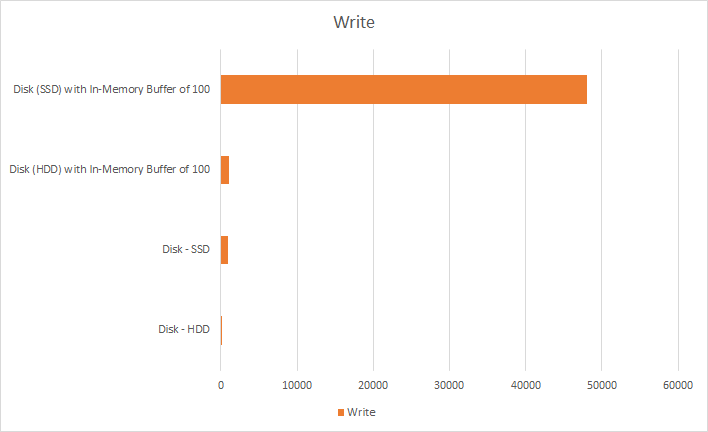 Write
Disk (SSD) with In-Memory Buffer of 100
Disk (HDD) with In-Memory Buffer of 100
Disk - SSD
Disk - HDD
0 10000 20000 30000 40000 50000 60000
Write